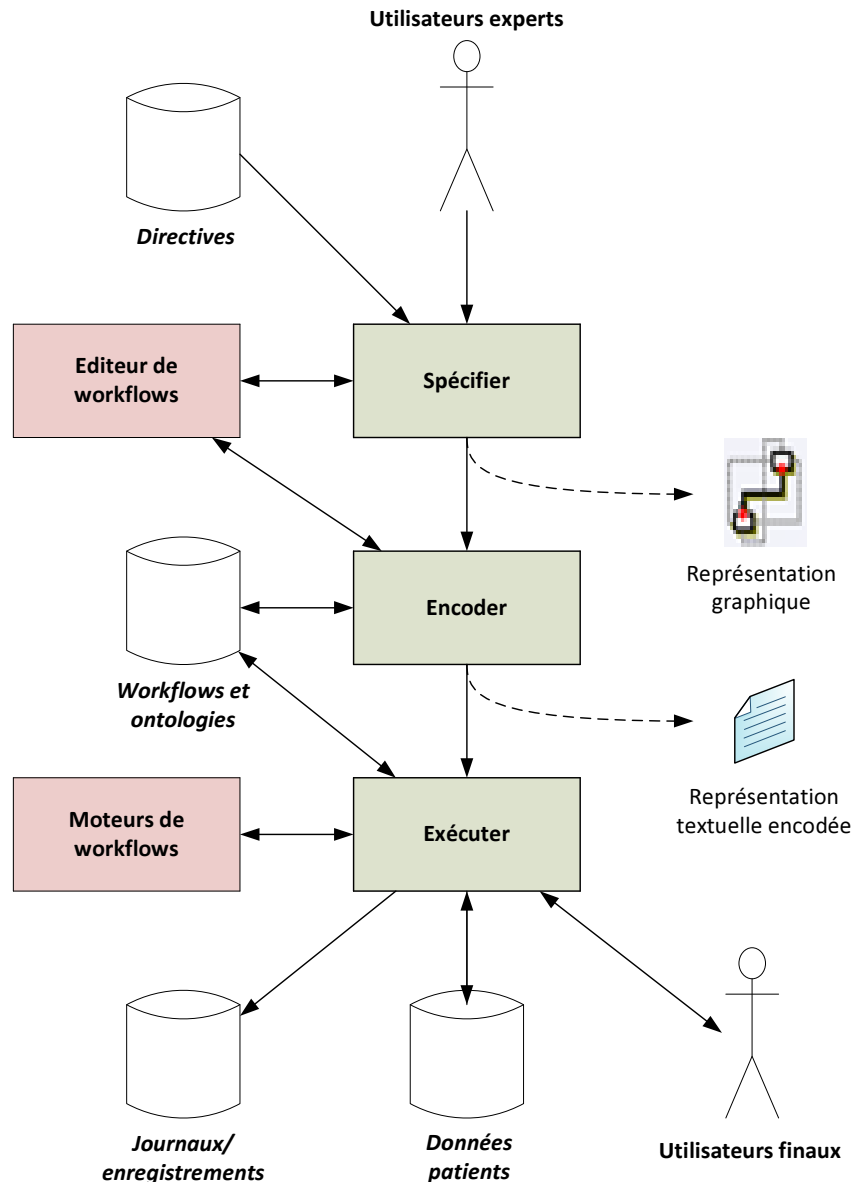 Utilisateurs experts
Directives
Editeur de
workflows
Spécifier
Représentation
graphique
Encoder
Workflows et
ontologies
Représentation
textuelle encodée
Moteurs de
workflows
Exécuter
Journaux/
enregistrements
Données
patients
Utilisateurs finaux